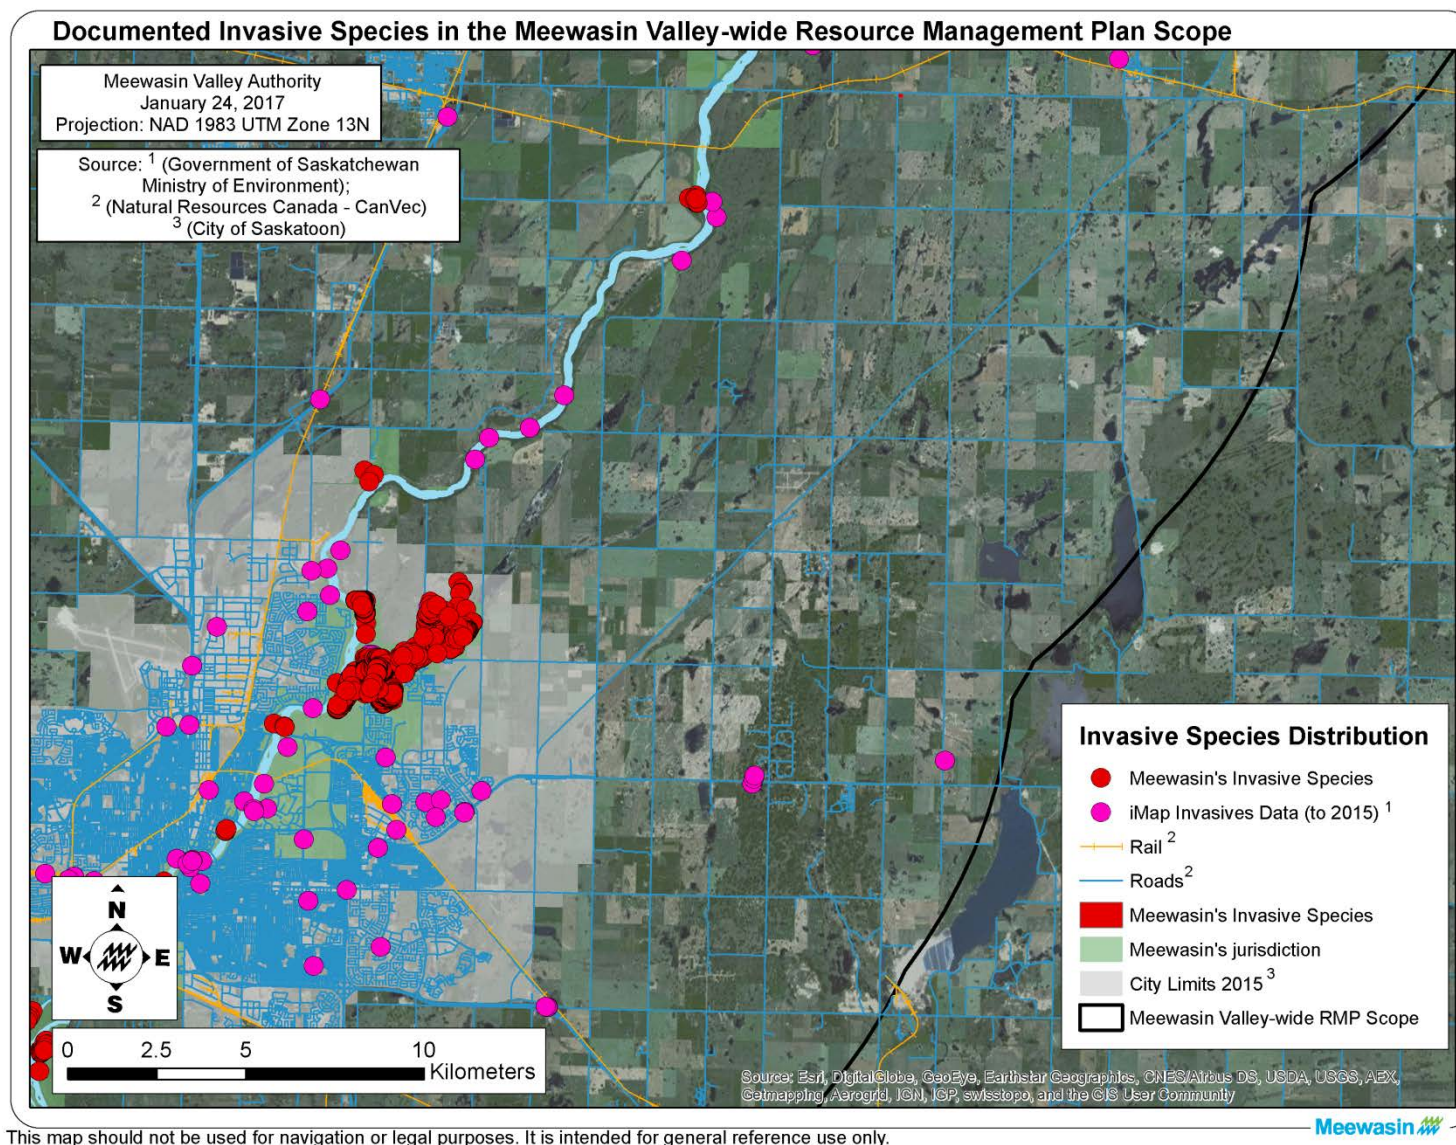 Documented Invasive Species in the Meewasin Valley-wide Resource Management Plan Scope
Meewasin Valley Authority
January 24, 2017
Projection: NAD 1983 UTM Zone 13N
Source: 1 (Government of Saskatchewan
Ministry of Environment);
2 (Natural Resources Canada - CanVec)
3 (City of Saskatoon)
Invasive Species Distribution
Meewasin's Invasive Species
iMap Invasives Data (to 2015) 1
Rail 2
Roads 2
Meewasin's Invasive Species
Meewasin's jurisdiction
City Limits 2015 3
Meewasin Valley-wide RMP Scope
N
W E
S
0 2.5 5 10
Kilometers
Source: Esri, DigitalGlobe, GeoEye, Earthstar Geographics, CNES/Airbus DS, USDA, USGS, AEX,
Getmapping, Aerogrid, IGN, IGP, swisstopo, and the GIS User Community
This map should not be used for navigation or legal purposes. It is intended for general reference use only.
Meewasin